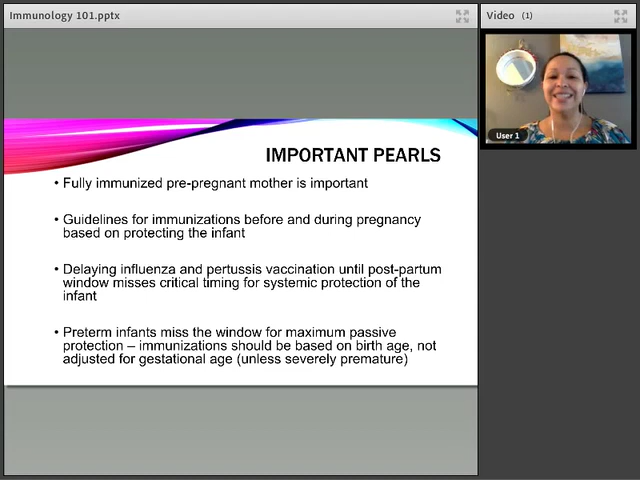 Immunology 101.pptx
Video (1)
User 1
IMPORTANT PEARLS
• Fully immunized pre-pregnant mother is important
• Guidelines for immunizations before and during pregnancy
based on protecting the infant
• Delaying influenza and pertussis vaccination until post-partum
window misses critical timing for systemic protection of the
infant
• Preterm infants miss the window for maximum passive
protection – immunizations should be based on birth age, not
adjusted for gestational age (unless severely premature)